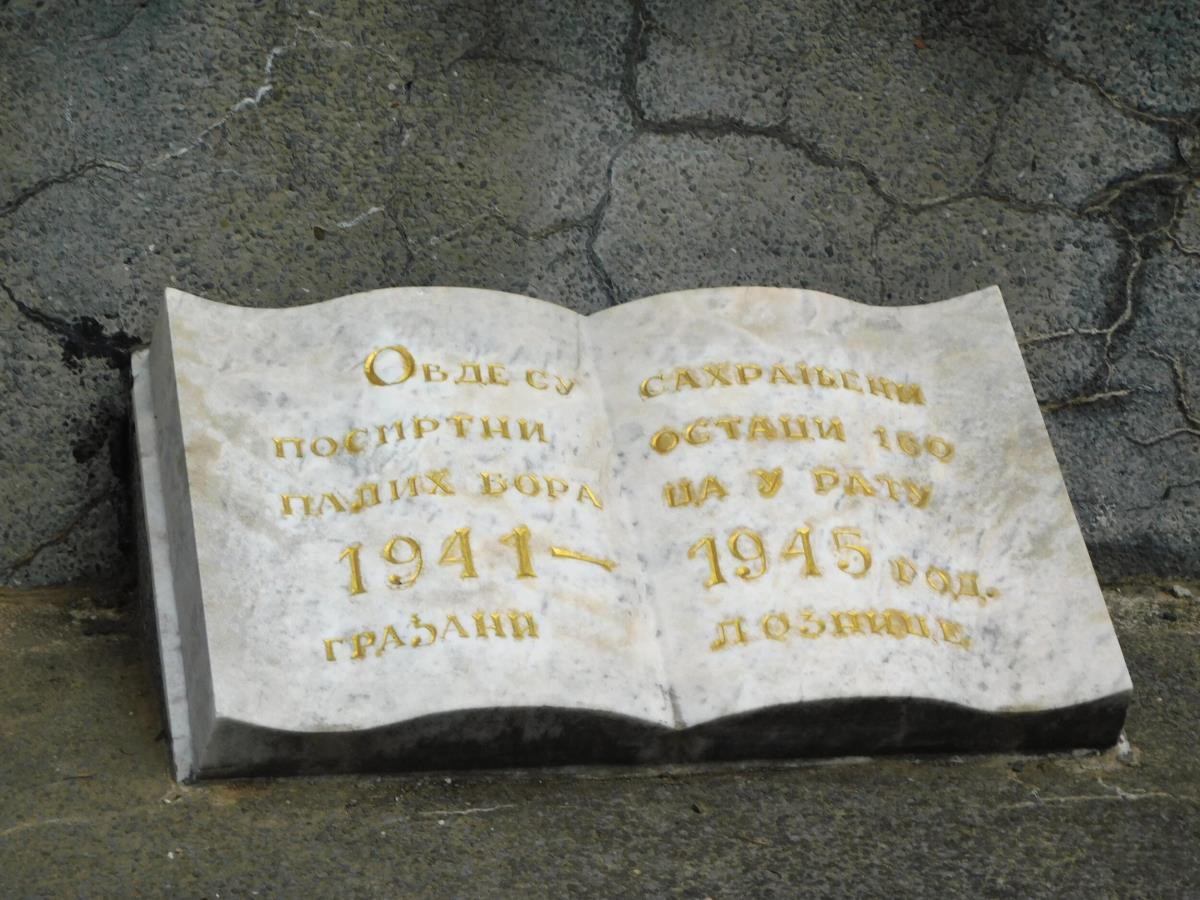 Овде су сахрањени
посмртни остаци 160
палих бораца у рату
1941 — 1945 год.
грађани Лознице